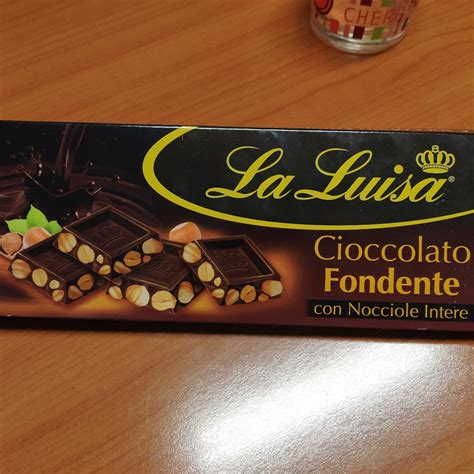 CHER
La Luisa®
Cioccolato
Fondente
con Nocciole Intere